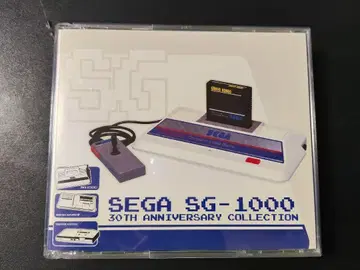 SG
SEGA
SEGA SG-1000
30TH ANNIVERSARY COLLECTION